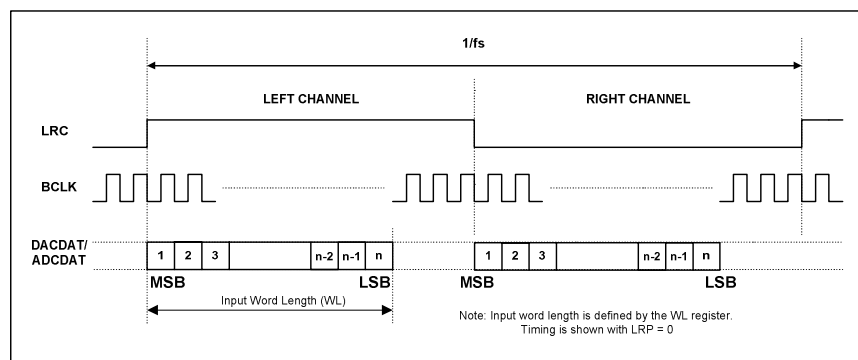 1/fs
LEFT CHANNEL RIGHT CHANNEL
LRC
BCLK
DACDAT/
ADCDAT
1 2 3 n-2 n-1 n 1 2 3 n-2 n-1 n
MSB LSB MSB LSB
Input Word Length (WL)
Note: Input word length is defined by the WL register.
Timing is shown with LRP = 0